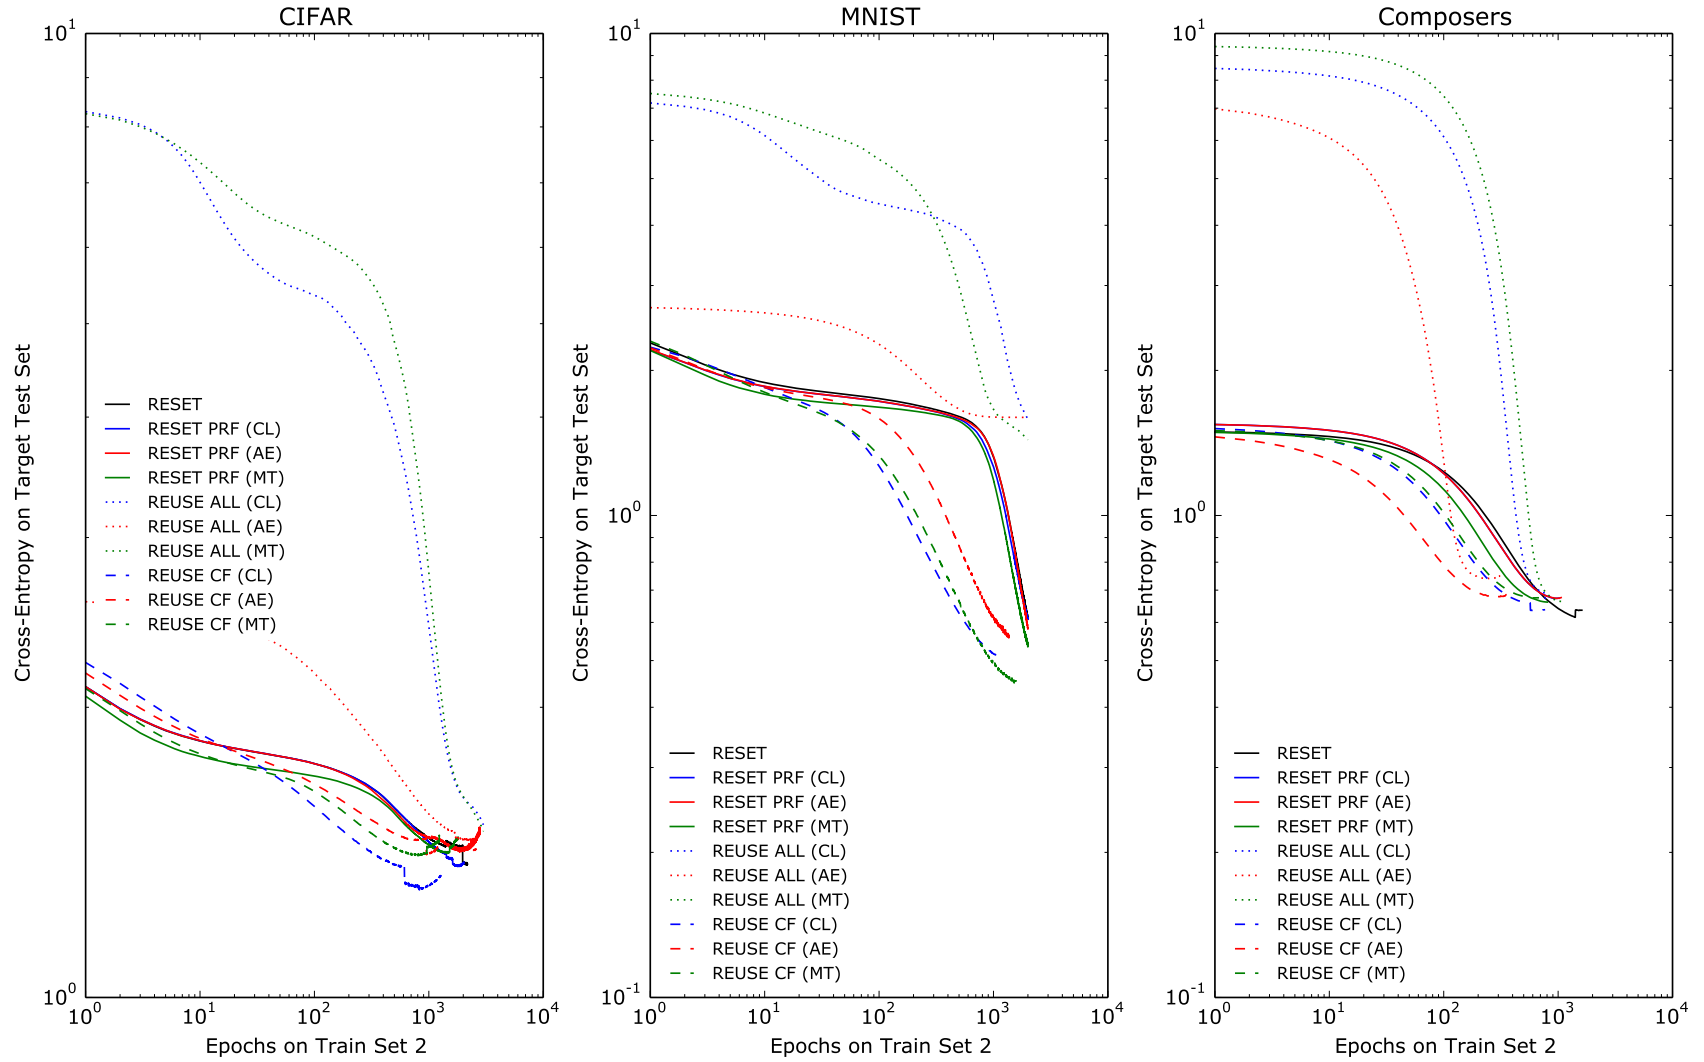 CIFAR
10^1
10^0
10^0 10^1 10^2 10^3 10^4
Cross-Entropy on Target Test Set
Epochs on Train Set 2
RESET
RESET PRF (CL)
RESET PRF (AE)
RESET PRF (MT)
REUSE ALL (CL)
REUSE ALL (AE)
REUSE ALL (MT)
REUSE CF (CL)
REUSE CF (AE)
REUSE CF (MT)
MNIST
10^1
10^0
10^-1
10^0 10^1 10^2 10^3 10^4
Cross-Entropy on Target Test Set
Epochs on Train Set 2
RESET
RESET PRF (CL)
RESET PRF (AE)
RESET PRF (MT)
REUSE ALL (CL)
REUSE ALL (AE)
REUSE ALL (MT)
REUSE CF (CL)
REUSE CF (AE)
REUSE CF (MT)
Composers
10^1
10^0
10^-1
10^0 10^1 10^2 10^3 10^4
Cross-Entropy on Target Test Set
Epochs on Train Set 2
RESET
RESET PRF (CL)
RESET PRF (AE)
RESET PRF (MT)
REUSE ALL (CL)
REUSE ALL (AE)
REUSE ALL (MT)
REUSE CF (CL)
REUSE CF (AE)
REUSE CF (MT)